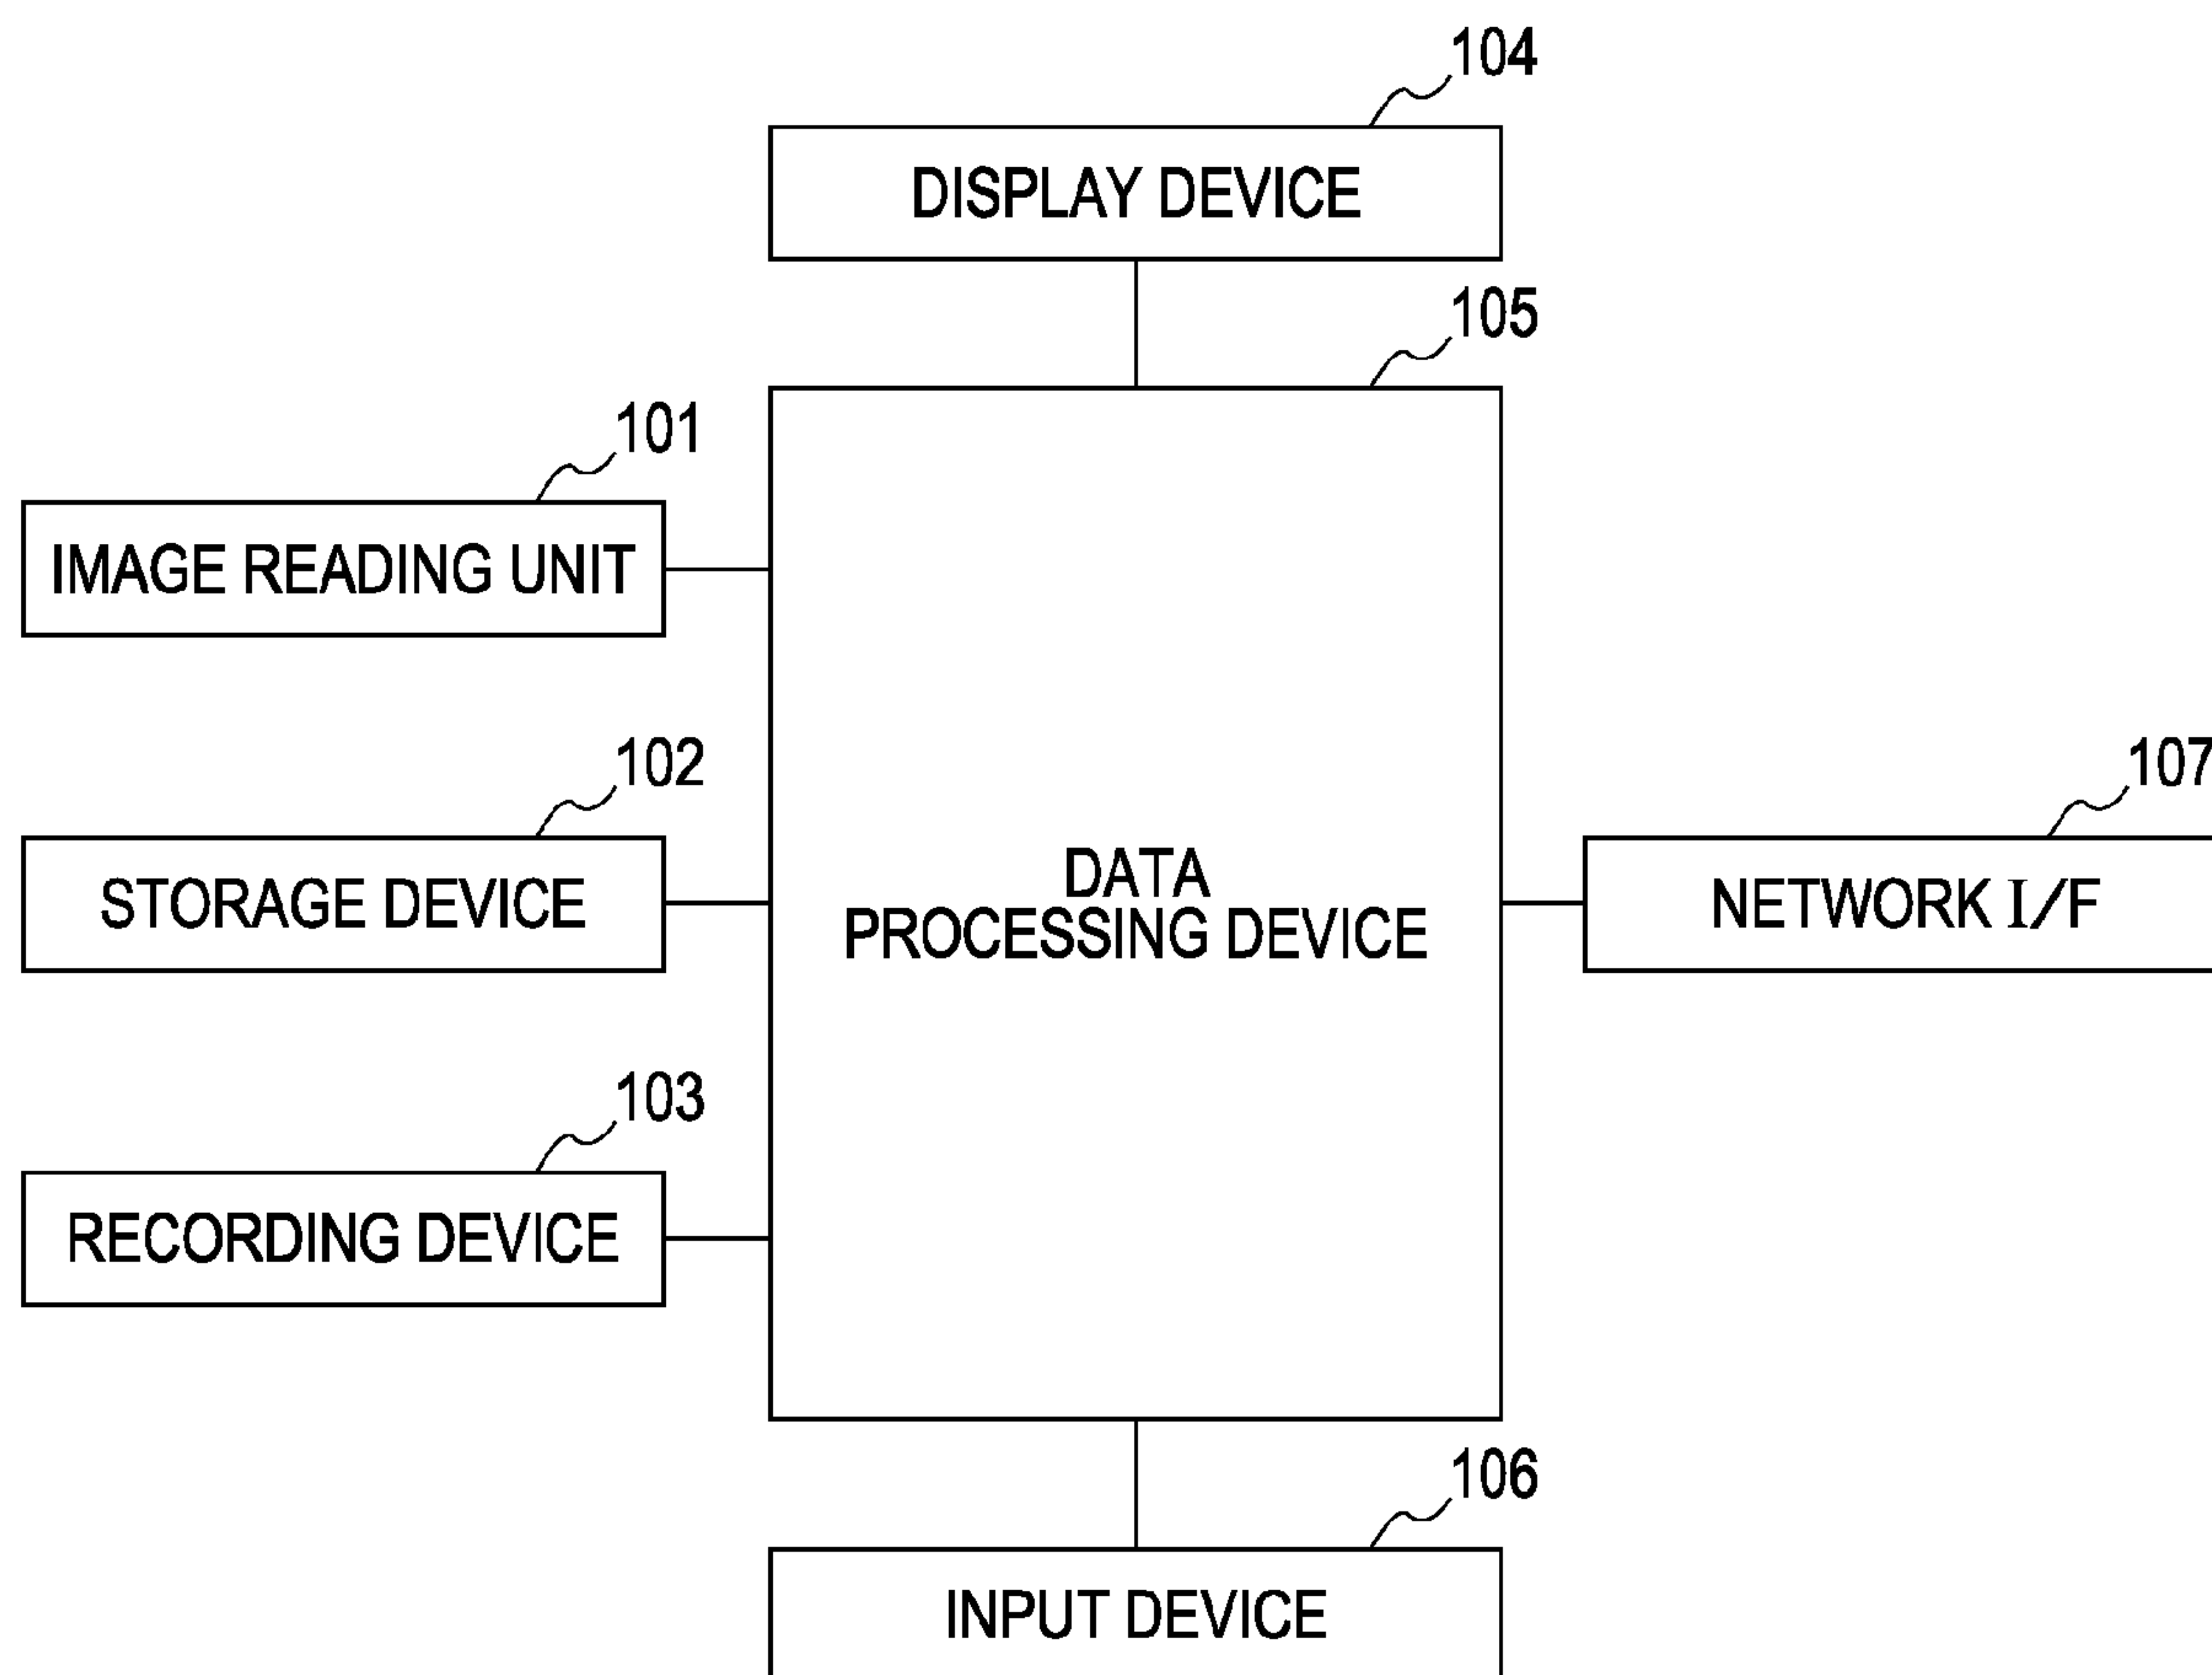 104
DISPLAY DEVICE
105
101
IMAGE READING UNIT
102
STORAGE DEVICE
103
RECORDING DEVICE
DATA
PROCESSING DEVICE
107
NETWORK I/F
106
INPUT DEVICE